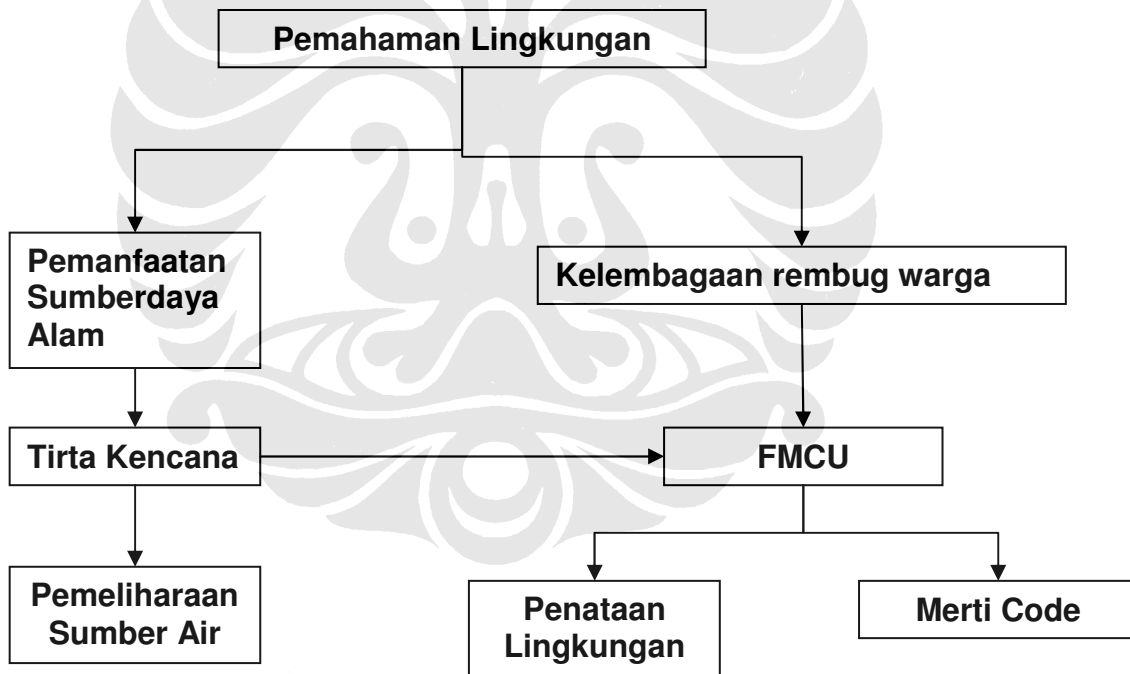 Pemahaman Lingkungan
Pemanfaatan
Sumberdaya
Alam
Kelembagaan rembug warga
Tirta Kencana
FMCU
Pemeliharaan
Sumber Air
Penataan
Lingkungan
Merti Code